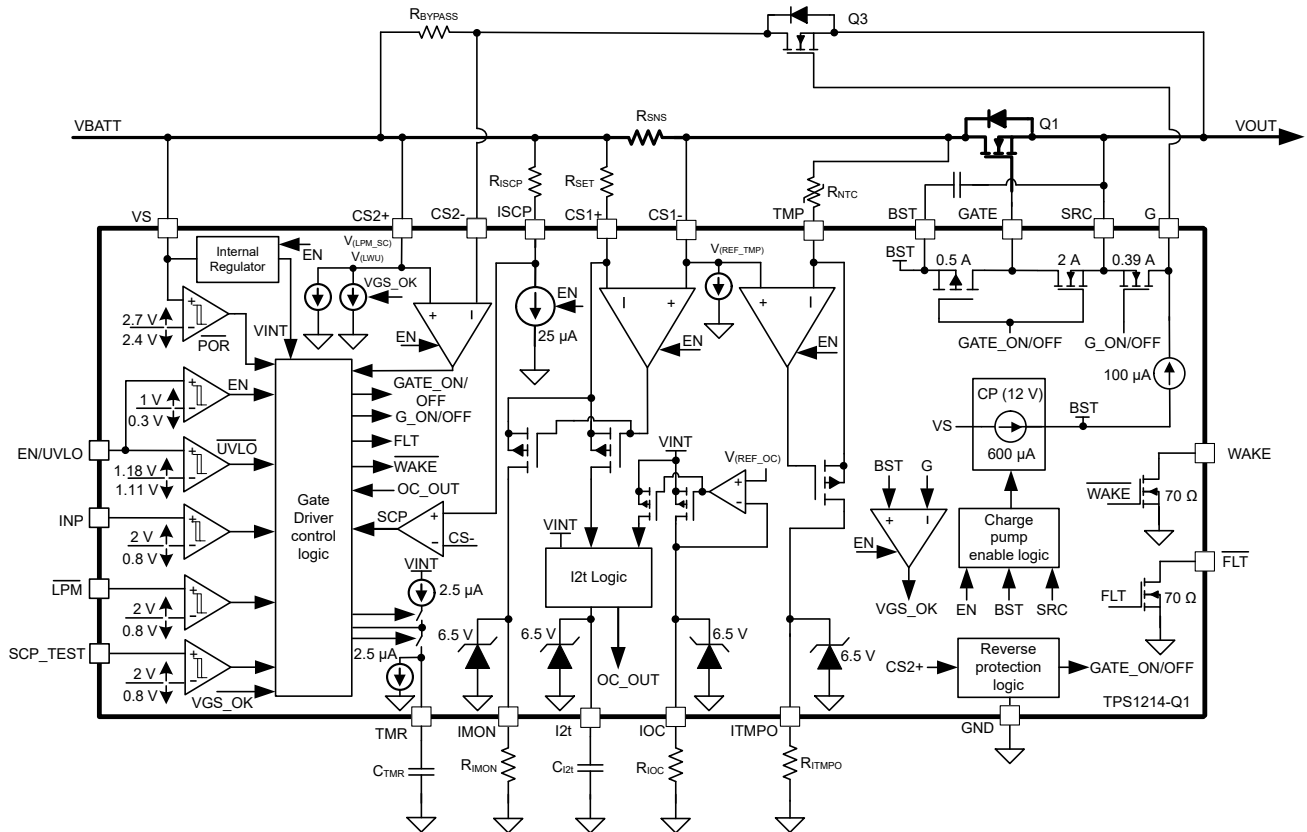 RBYPASS
Q3
VBATT
RSNS
Q1
VOUT
RISCP
RSET
RNTC
VS
CS2+
CS2-
ISCP
CS1+
CS1-
TMP
BST
GATE
SRC
G
Internal
Regulator
EN
V(LPM_SC)
V(LWU)
VGS_OK
V(REF_TMP)
BST
0.5 A
2 A
0.39 A
+
-
2.7 V
2.4 V
POR
VINT
EN
+
-
25 µA
EN
+
-
EN
+
-
EN
GATE_ON/OFF
G_ON/OFF
100 µA
+
-
1 V
0.3 V
EN
GATE_ON/
OFF
G_ON/OFF
CP (12 V)
VS
600 µA
BST
EN/UVLO
+
-
1.18 V
1.11 V
UVLO
FLT
WAKE
OC_OUT
VINT
V(REF_OC)
+
-
BST
G
WAKE
WAKE
70 Ω
Gate
Driver
control
logic
INP
+
-
2 V
0.8 V
SCP
+
-
CS-
VINT
I2t Logic
+
-
EN
VGS_OK
Charge
pump
enable logic
EN
BST
SRC
FLT
FLT
70 Ω
LPM
+
-
2 V
0.8 V
VINT
2.5 µA
2.5 µA
SCP_TEST
+
-
2 V
0.8 V
VGS_OK
6.5 V
6.5 V
OC_OUT
6.5 V
6.5 V
CS2+
Reverse
protection
logic
GATE_ON/OFF
TPS1214-Q1
TMR
IMON
I2t
IOC
ITMPO
GND
CTMR
RIMON
CI2t
RIOC
RITMPO